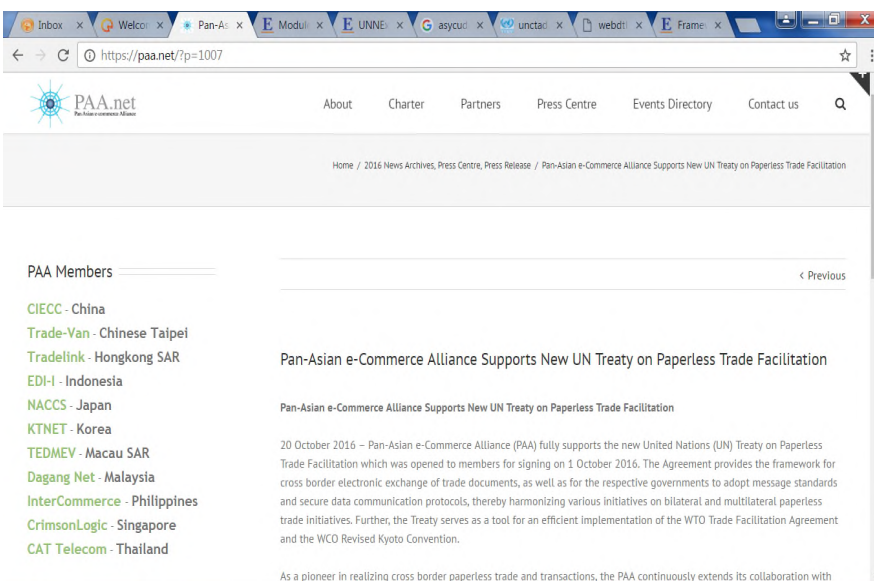 Inbox
Welcor
Pan-As
Module
UNNE
asycud
unctad
webdt
Frame
https://paa.net/?p=1007
PAA.net
Pan Asian e-commerce Alliance
About Charter Partners Press Centre Events Directory Contact us
Home / 2016 News Archives, Press Centre, Press Release / Pan-Asian e-Commerce Alliance Supports New UN Treaty on Paperless Trade Facilitation
PAA Members
< Previous
CIECC - China
Trade-Van - Chinese Taipei
Tradelink - Hongkong SAR
EDI-I - Indonesia
NACCS - Japan
KTNET - Korea
TEDMEV - Macau SAR
Dagang Net - Malaysia
InterCommerce - Philippines
CrimsonLogic - Singapore
CAT Telecom - Thailand
Pan-Asian e-Commerce Alliance Supports New UN Treaty on Paperless Trade Facilitation
Pan-Asian e-Commerce Alliance Supports New UN Treaty on Paperless Trade Facilitation
20 October 2016 – Pan-Asian e-Commerce Alliance (PAA) fully supports the new United Nations (UN) Treaty on Paperless
Trade Facilitation which was opened to members for signing on 1 October 2016. The Agreement provides the framework for
cross border electronic exchange of trade documents, as well as for the respective governments to adopt message standards
and secure data communication protocols, thereby harmonizing various initiatives on bilateral and multilateral paperless
trade initiatives. Further, the Treaty serves as a tool for an efficient implementation of the WTO Trade Facilitation Agreement
and the WCO Revised Kyoto Convention.
As a pioneer in realizing cross border paperless trade and transactions, the PAA continuously extends its collaboration with